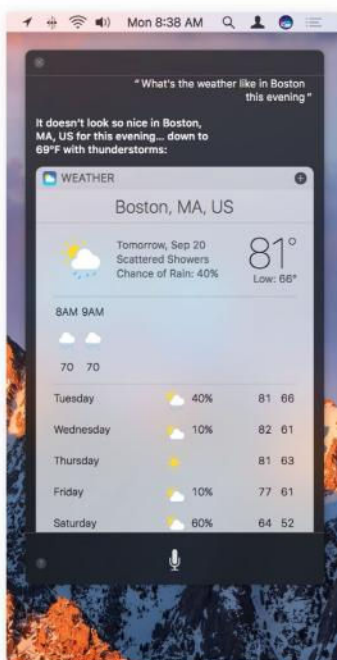 Mon 8:38 AM
“What's the weather like in Boston
this evening”
It doesn't look so nice in Boston,
MA, US for this evening... down to
69°F with thunderstorms:
WEATHER
Boston, MA, US
Tomorrow, Sep 20
Scattered Showers
Chance of Rain: 40%
81°
Low: 66°
8AM 9AM
70 70
Tuesday 40% 81 66
Wednesday 10% 82 61
Thursday 81 63
Friday 10% 77 61
Saturday 60% 64 52